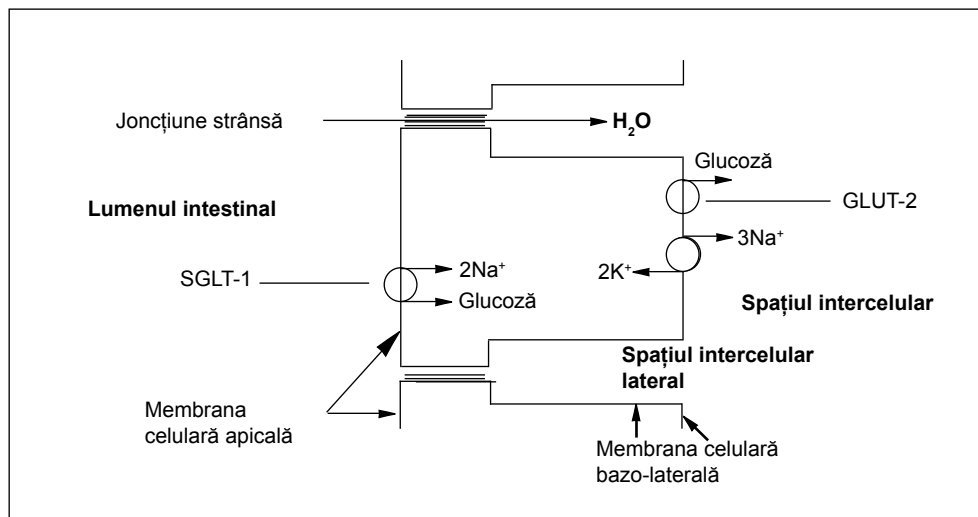 Joncțiune strânsă
H₂O
Glucoză
Lumenul intestinal
GLUT-2
3Na⁺
2Na⁺
2K⁺
SGLT-1
Glucoză
Spațiul intercelular
Spațiul intercelular
lateral
Membrana
celulară apicală
Membrana celulară
bazo-laterală